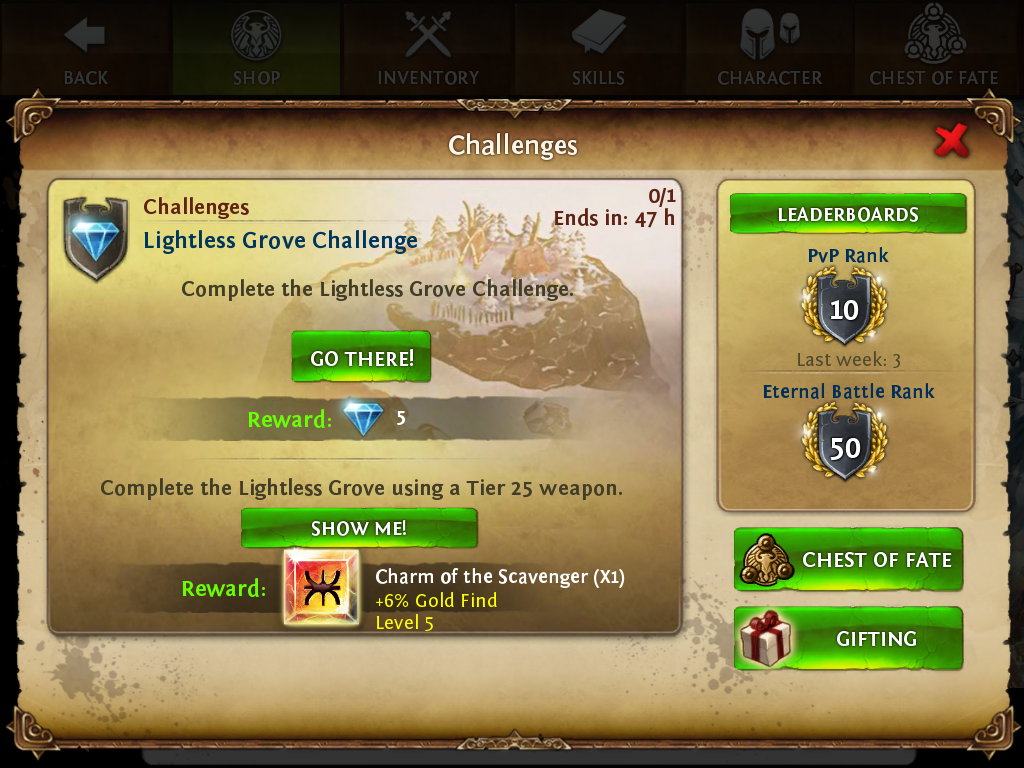 BACK
SHOP
INVENTORY
SKILLS
CHARACTER
CHEST OF FATE
Challenges
Challenges
0/1
Ends in: 47 h
Lightless Grove Challenge
Complete the Lightless Grove Challenge.
GO THERE!
Reward: 5
Complete the Lightless Grove using a Tier 25 weapon.
SHOW ME!
Reward:
Charm of the Scavenger (X1)
+6% Gold Find
Level 5
LEADERBOARDS
PvP Rank
10
Last week: 3
Eternal Battle Rank
50
CHEST OF FATE
GIFTING